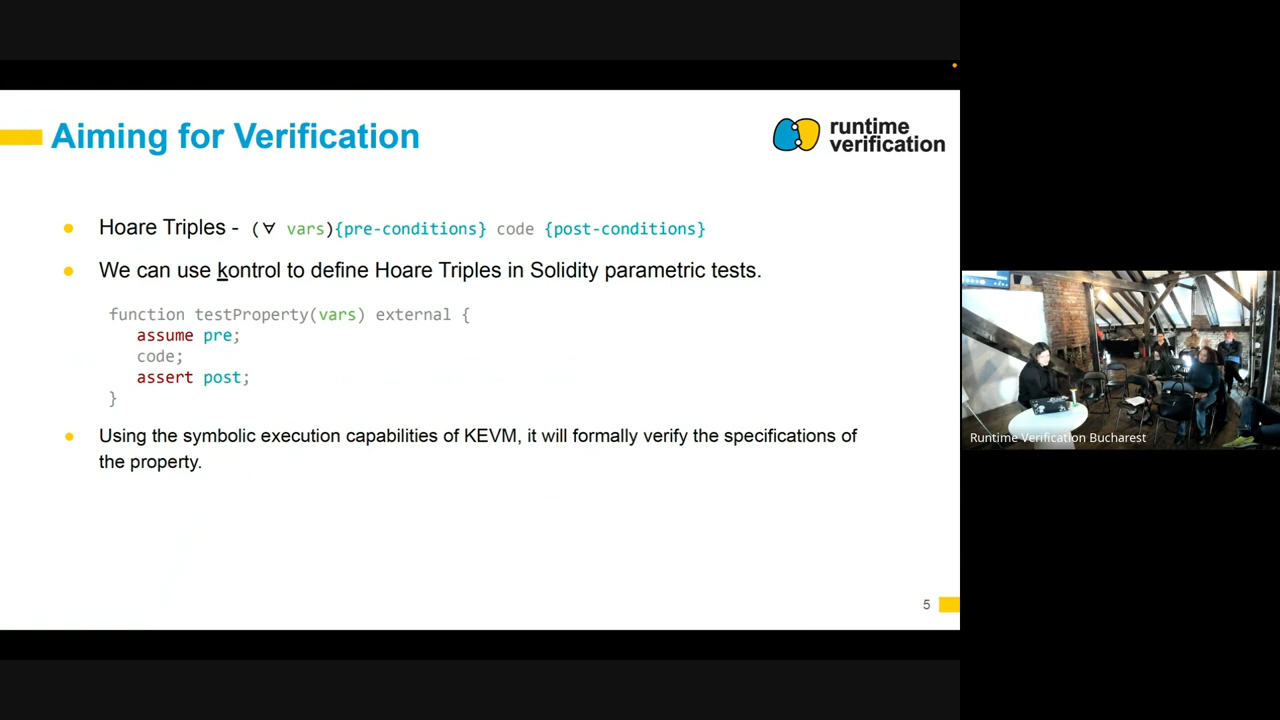 Aiming for Verification
runtime
verification
● Hoare Triples - (∀ vars){pre-conditions} code {post-conditions}
● We can use kontrol to define Hoare Triples in Solidity parametric tests.
function testProperty(vars) external {
assume pre;
code;
assert post;
}
● Using the symbolic execution capabilities of KEVM, it will formally verify the specifications of
the property.
5
Runtime Verification Bucharest